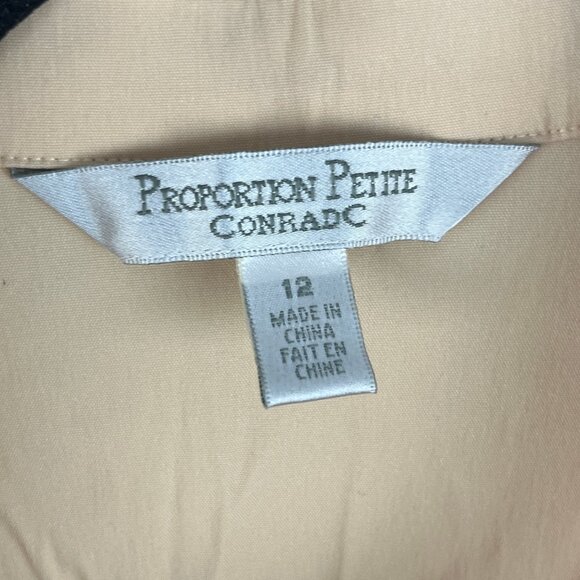 PROPORTION PETITE
CONRADC
12
MADE IN
CHINA
FAIT EN
CHINE